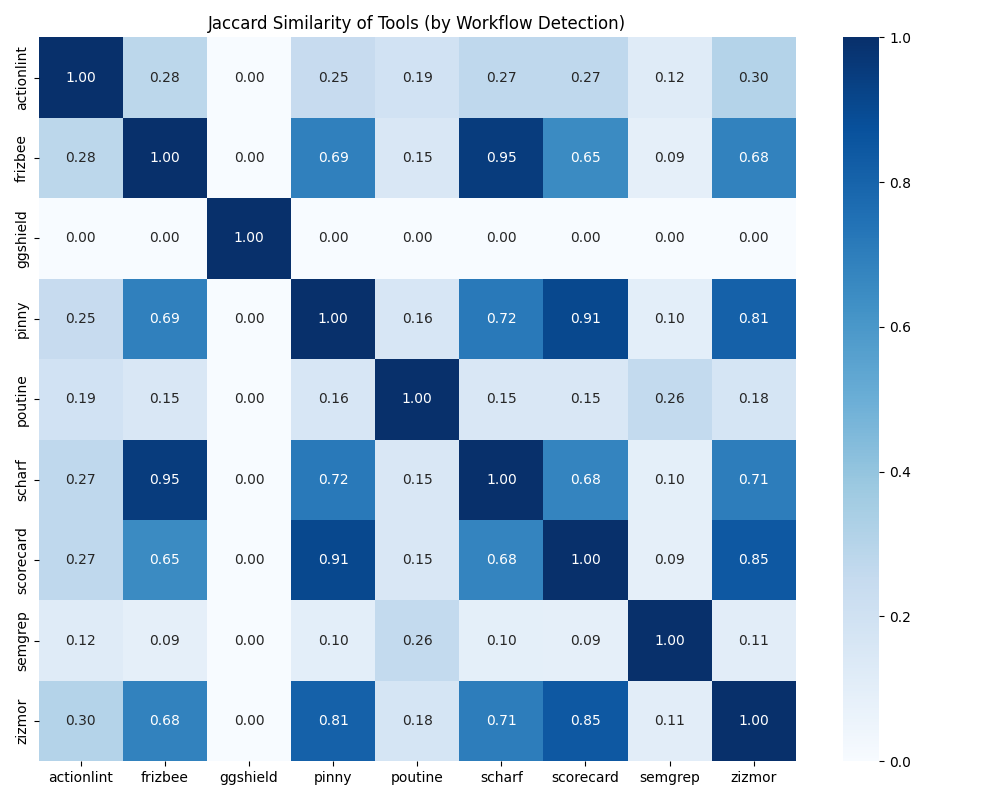 Jaccard Similarity of Tools (by Workflow Detection)
actionlint 1.00 0.28 0.00 0.25 0.19 0.27 0.27 0.12 0.30
frizbee 0.28 1.00 0.00 0.69 0.15 0.95 0.65 0.09 0.68
ggshield 0.00 0.00 1.00 0.00 0.00 0.00 0.00 0.00 0.00
pinny 0.25 0.69 0.00 1.00 0.16 0.72 0.91 0.10 0.81
poutine 0.19 0.15 0.00 0.16 1.00 0.15 0.15 0.26 0.18
scharf 0.27 0.95 0.00 0.72 0.15 1.00 0.68 0.10 0.71
scorecard 0.27 0.65 0.00 0.91 0.15 0.68 1.00 0.09 0.85
semgrep 0.12 0.09 0.00 0.10 0.26 0.10 0.09 1.00 0.11
zizmor 0.30 0.68 0.00 0.81 0.18 0.71 0.85 0.11 1.00
actionlint frizbee ggshield pinny poutine scharf scorecard semgrep zizmor
1.0
0.8
0.6
0.4
0.2
0.0